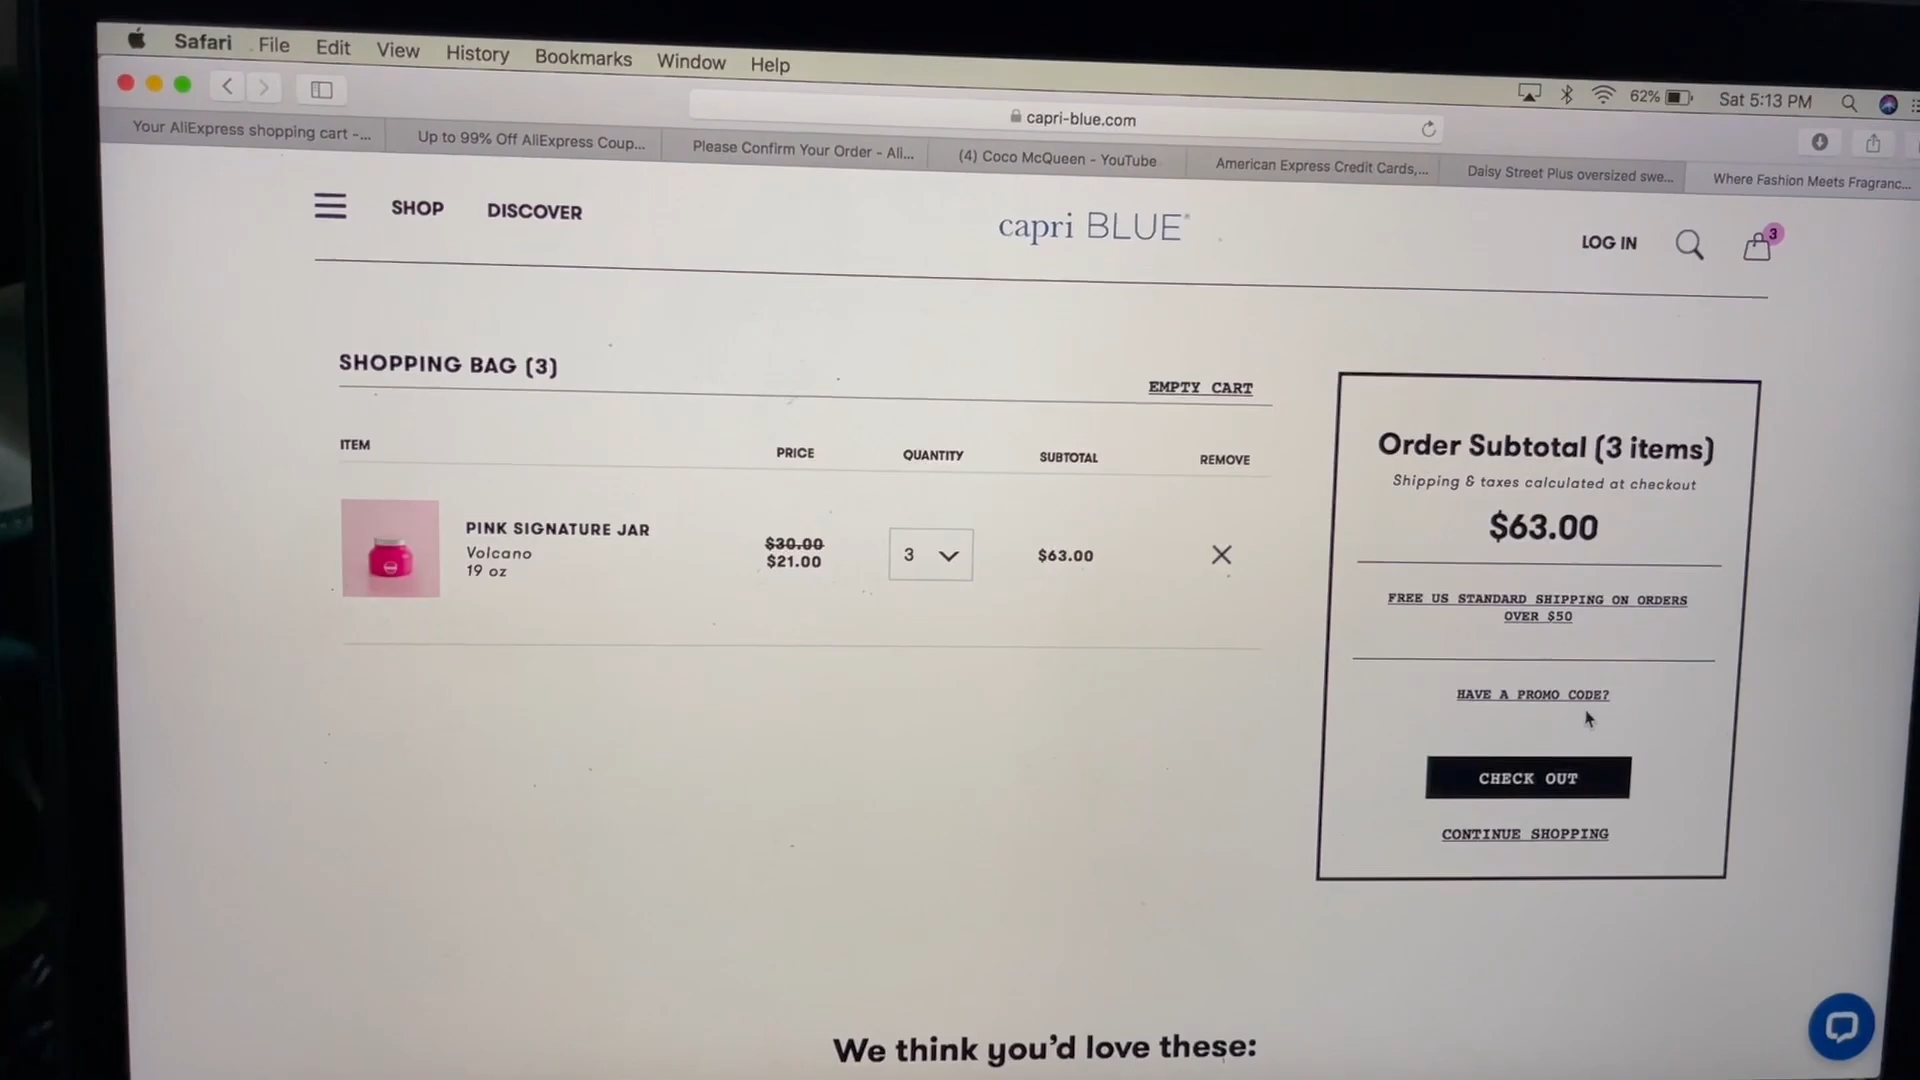 Safari File Edit View History Bookmarks Window Help
62% Sat 5:13 PM
capri-blue.com
Your AliExpress shopping cart -...
Up to 99% Off AliExpress Coup...
Please Confirm Your Order - Ali...
(4) Coco McQueen - YouTube
American Express Credit Cards,...
Daisy Street Plus oversized swe...
Where Fashion Meets Fragranc...
SHOP DISCOVER
capri BLUE®
LOG IN
3
SHOPPING BAG (3)
EMPTY CART
ITEM PRICE QUANTITY SUBTOTAL REMOVE
PINK SIGNATURE JAR
Volcano
19 oz
$30.00
$21.00
3
$63.00
Order Subtotal (3 items)
Shipping & taxes calculated at checkout
$63.00
FREE US STANDARD SHIPPING ON ORDERS
OVER $50
HAVE A PROMO CODE?
CHECK OUT
CONTINUE SHOPPING
We think you'd love these: